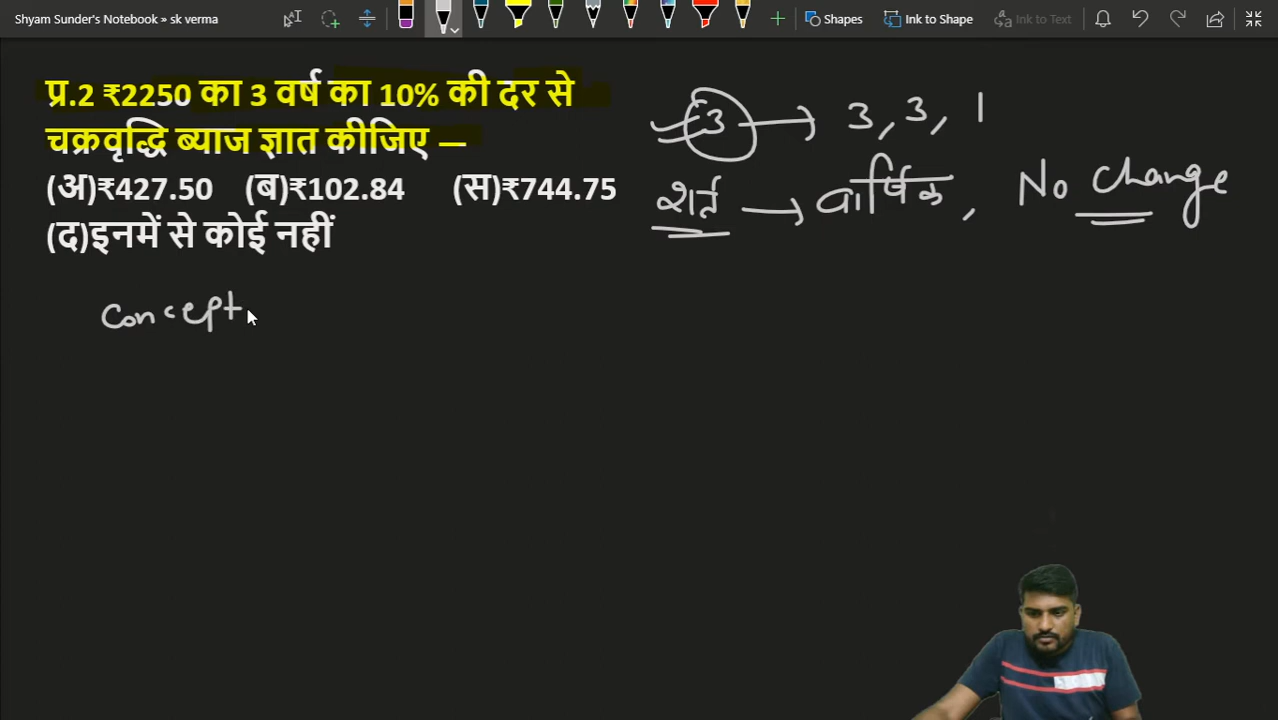 Shyam Sunder's Notebook » sk verma
Shapes
Ink to Shape
Ink to Text
प्र.2 ₹2250 का 3 वर्ष का 10% की दर से
चक्रवृद्धि ब्याज ज्ञात कीजिए —
(अ)₹427.50 (ब)₹102.84 (स)₹744.75
(द)इनमें से कोई नहीं
3 → 3, 3, 1
शर्त → वार्षिक, No change
Concept